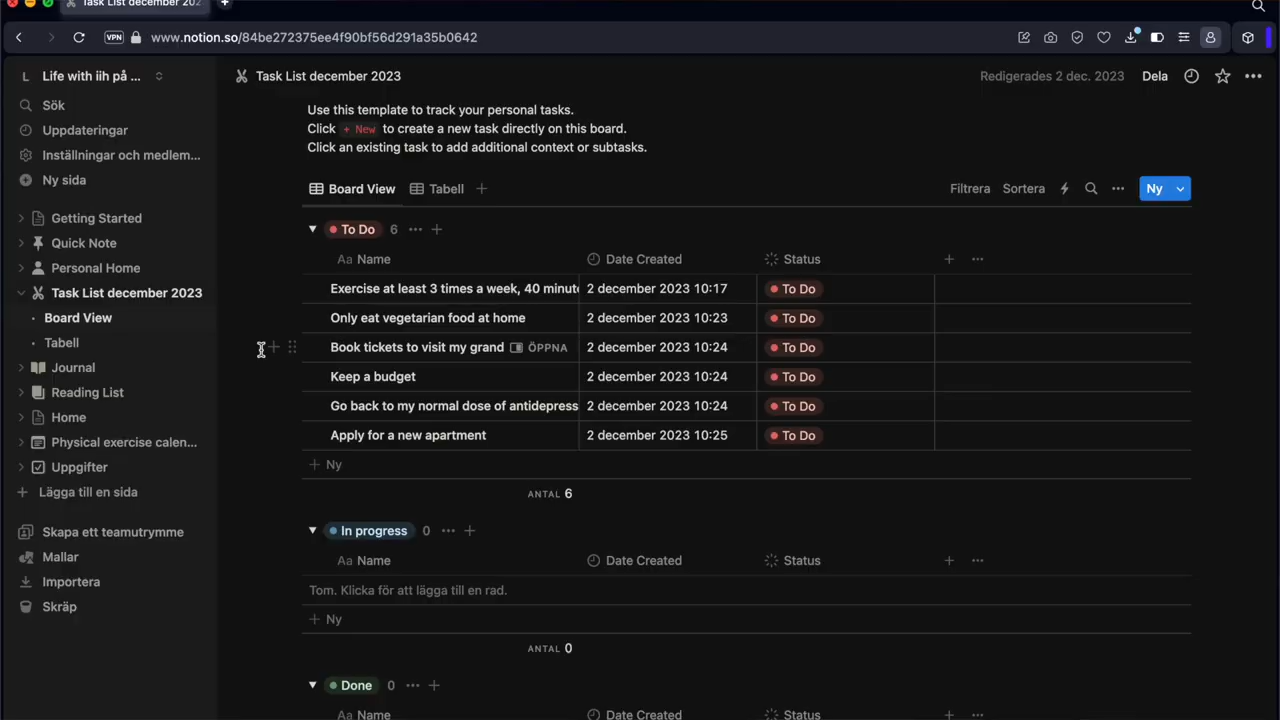 Task List december 202
VPN
www.notion.so/84be272375ee4f90bf56d291a35b0642
L Life with iih på ...
Sök
Uppdateringar
Inställningar och medlem...
Ny sida
Getting Started
Quick Note
Personal Home
Task List december 2023
Board View
Tabell
Journal
Reading List
Home
Physical exercise calen...
Uppgifter
Lägga till en sida
Skapa ett teamutrymme
Mallar
Importera
Skräp
Task List december 2023
Redigerades 2 dec. 2023 Dela
Use this template to track your personal tasks.
Click + New to create a new task directly on this board.
Click an existing task to add additional context or subtasks.
Board View Tabell
Filtrera Sortera Ny
To Do 6
Aa Name Date Created Status
Exercise at least 3 times a week, 40 minute 2 december 2023 10:17 To Do
Only eat vegetarian food at home 2 december 2023 10:23 To Do
Book tickets to visit my grand ÖPPNA 2 december 2023 10:24 To Do
Keep a budget 2 december 2023 10:24 To Do
Go back to my normal dose of antidepress 2 december 2023 10:24 To Do
Apply for a new apartment 2 december 2023 10:25 To Do
Ny
ANTAL 6
In progress 0
Aa Name Date Created Status
Tom. Klicka för att lägga till en rad.
Ny
ANTAL 0
Done 0
Aa Name Date Created Status